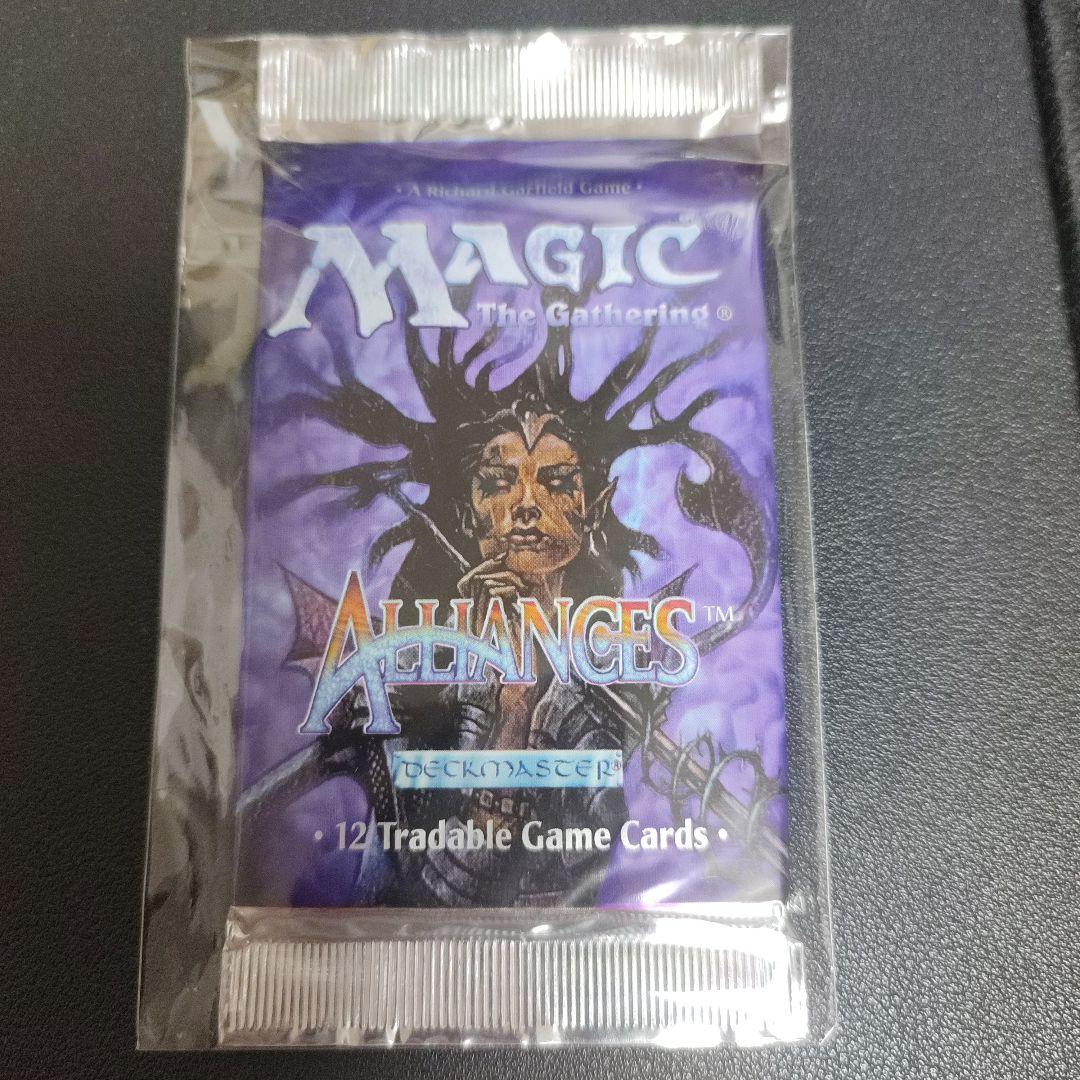 • A Richard Garfield Game •
MAGIC
The Gathering®
ALLIANCES™
DECKMASTER®
• 12 Tradable Game Cards •